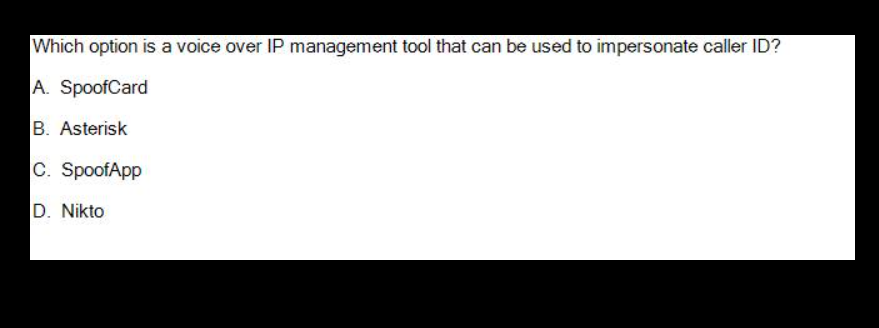 Which option is a voice over IP management tool that can be used to impersonate caller ID?
A. SpoofCard
B. Asterisk
C. SpoofApp
D. Nikto